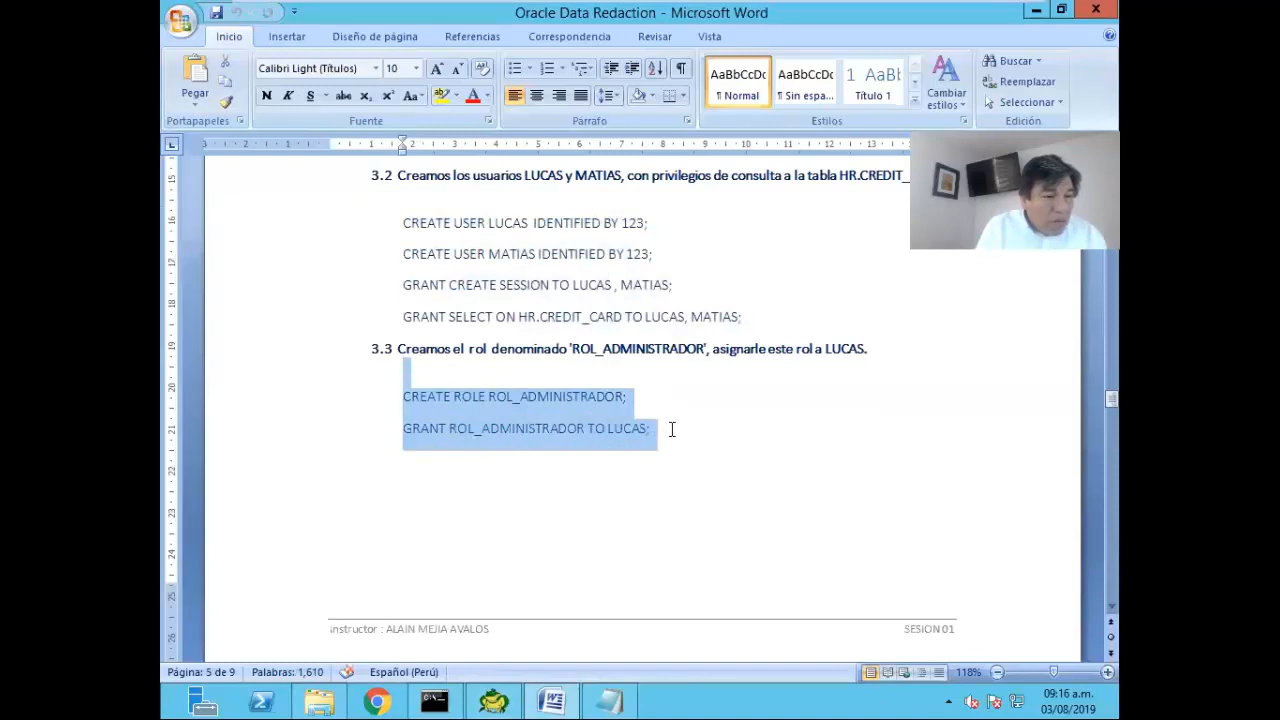 Oracle Data Redaction - Microsoft Word
Inicio Insertar Diseño de página Referencias Correspondencia Revisar Vista
Pegar
Portapapeles
Calibri Light (Títulos) 10
Fuente
Párrafo
AaBbCcDc AaBbCcDc 1 AaBb
¶ Normal ¶ Sin espa... Título 1
Cambiar estilos
Estilos
Buscar
Reemplazar
Seleccionar
Edición
3.2 Creamos los usuarios LUCAS y MATIAS, con privilegios de consulta a la tabla HR.CREDIT_
CREATE USER LUCAS IDENTIFIED BY 123;
CREATE USER MATIAS IDENTIFIED BY 123;
GRANT CREATE SESSION TO LUCAS , MATIAS;
GRANT SELECT ON HR.CREDIT_CARD TO LUCAS, MATIAS;
3.3 Creamos el rol denominado 'ROL_ADMINISTRADOR', asignarle este rol a LUCAS.
CREATE ROLE ROL_ADMINISTRADOR;
GRANT ROL_ADMINISTRADOR TO LUCAS;
Instructor : ALAIN MEJIA AVALOS SESION 01
Página: 5 de 9 Palabras: 1,610 Español (Perú) 118%
09:16 a.m.
03/08/2019